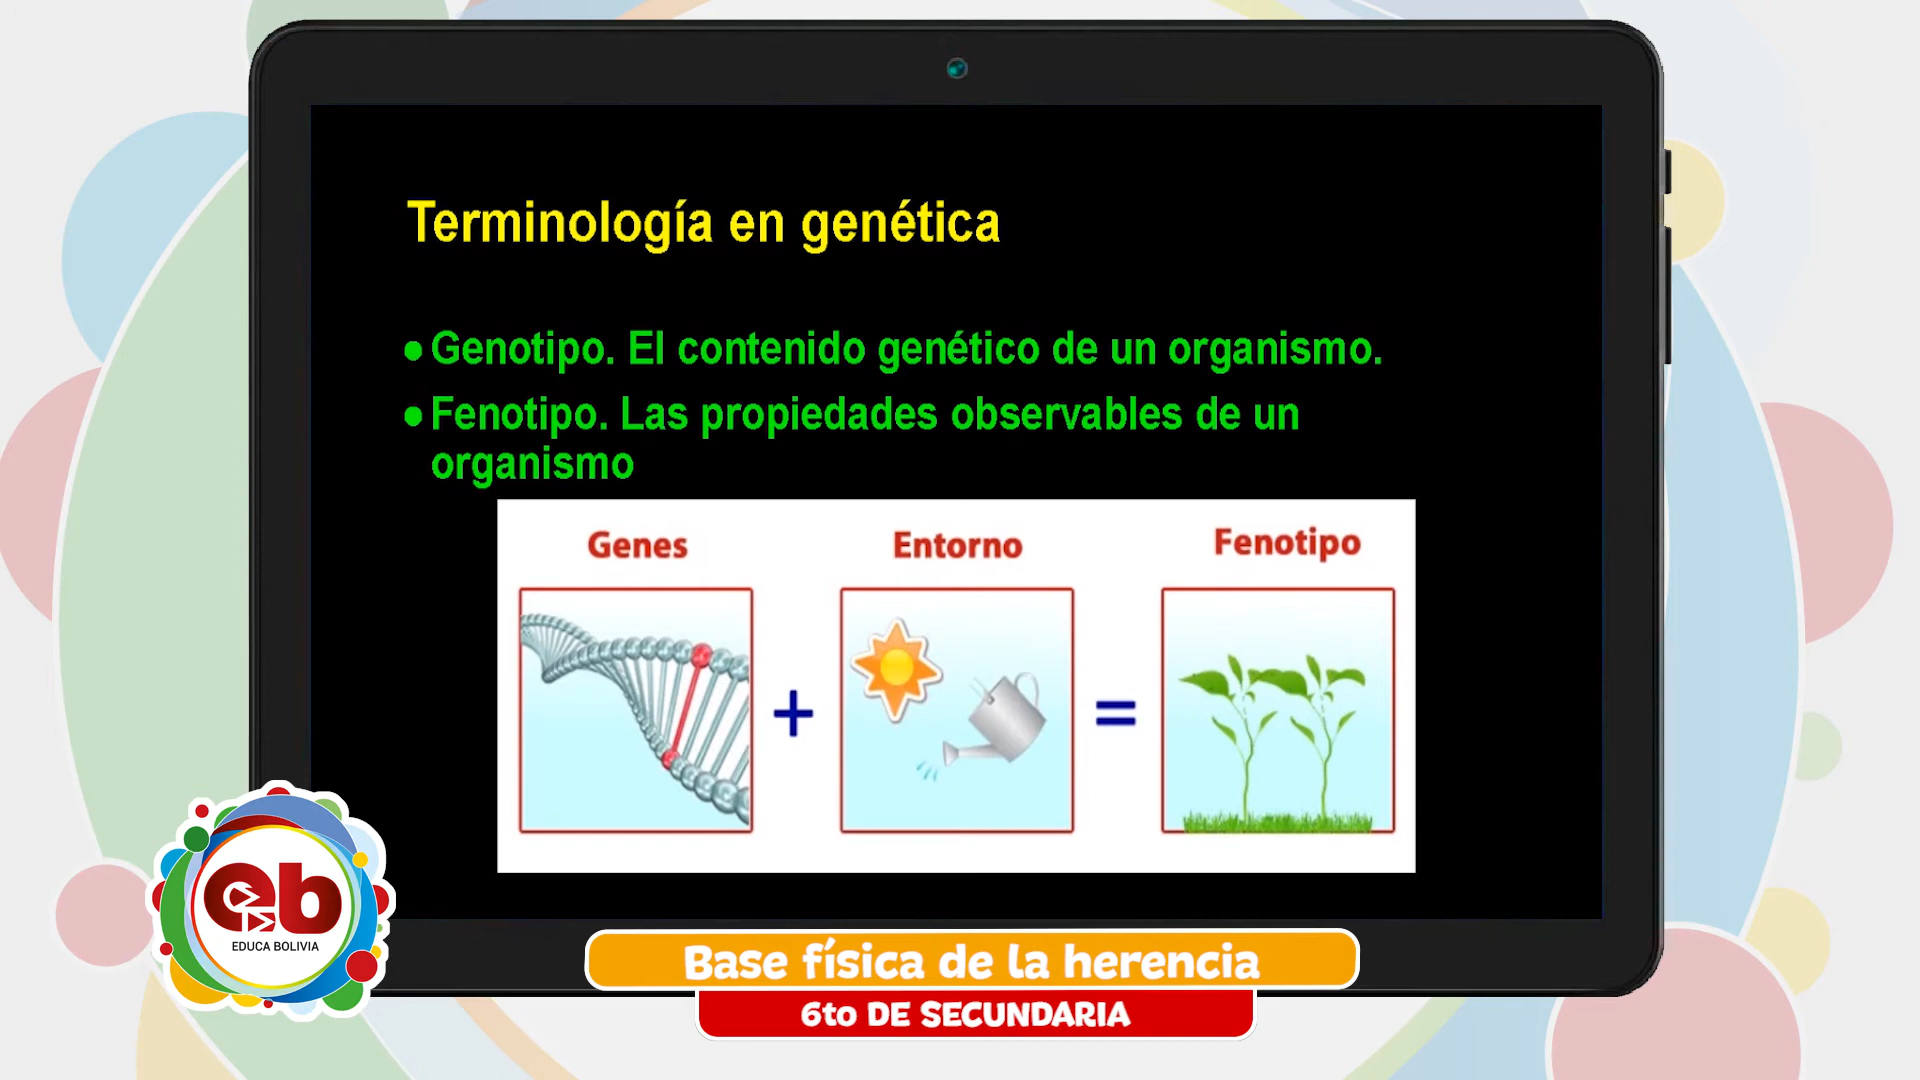 Terminología en genética
• Genotipo. El contenido genético de un organismo.
• Fenotipo. Las propiedades observables de un
organismo
Genes
Entorno
Fenotipo
+
=
eb
EDUCA BOLIVIA
Base física de la herencia
6to DE SECUNDARIA